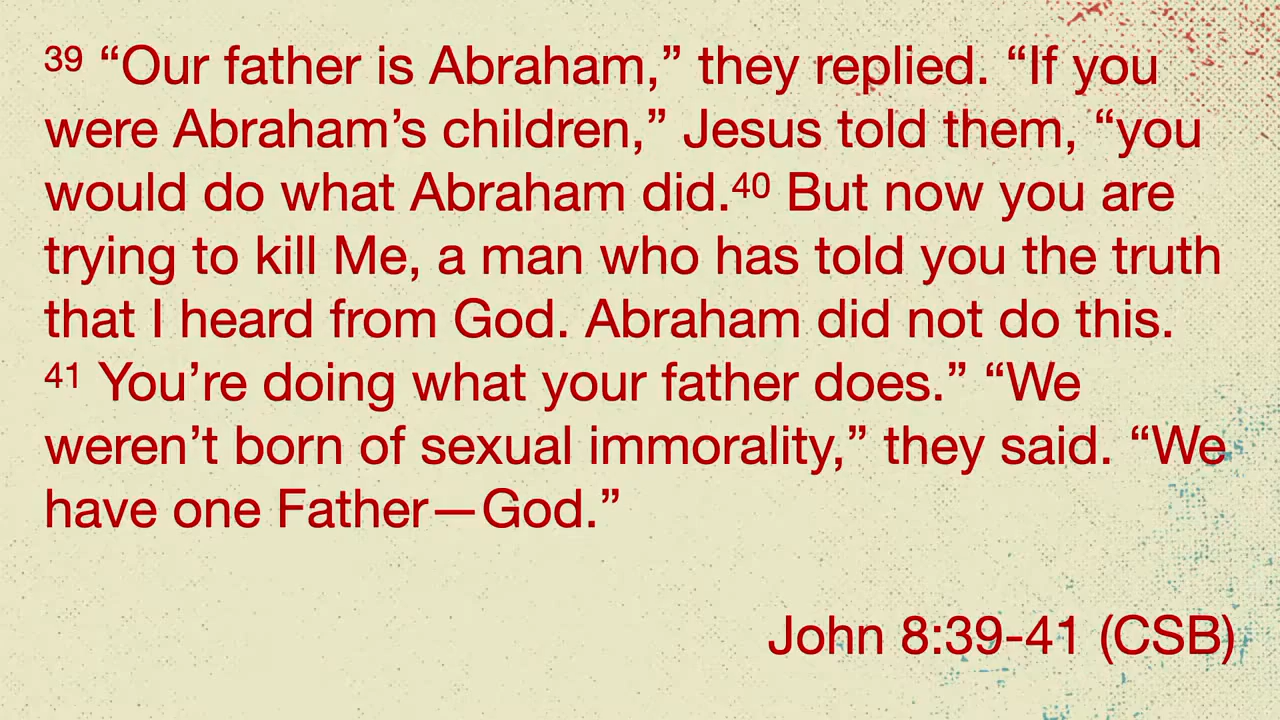 39 “Our father is Abraham,” they replied. “If you
were Abraham’s children,” Jesus told them, “you
would do what Abraham did.40 But now you are
trying to kill Me, a man who has told you the truth
that I heard from God. Abraham did not do this.
41 You’re doing what your father does.” “We
weren’t born of sexual immorality,” they said. “We
have one Father—God.”
John 8:39-41 (CSB)